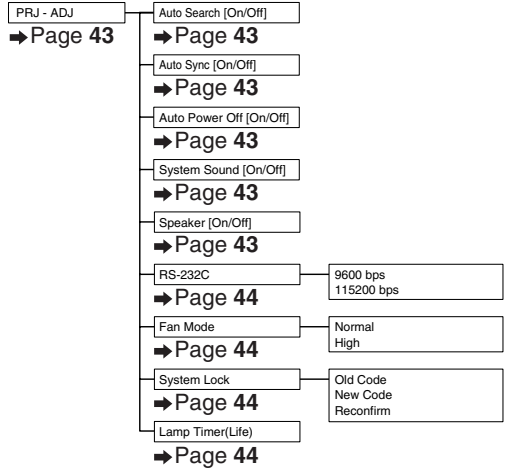 PRJ - ADJ
➡Page 43
Auto Search [On/Off]
➡Page 43
Auto Sync [On/Off]
➡Page 43
Auto Power Off [On/Off]
➡Page 43
System Sound [On/Off]
➡Page 43
Speaker [On/Off]
➡Page 43
RS-232C
➡Page 44
9600 bps
115200 bps
Fan Mode
➡Page 44
Normal
High
System Lock
➡Page 44
Old Code
New Code
Reconfirm
Lamp Timer(Life)
➡Page 44